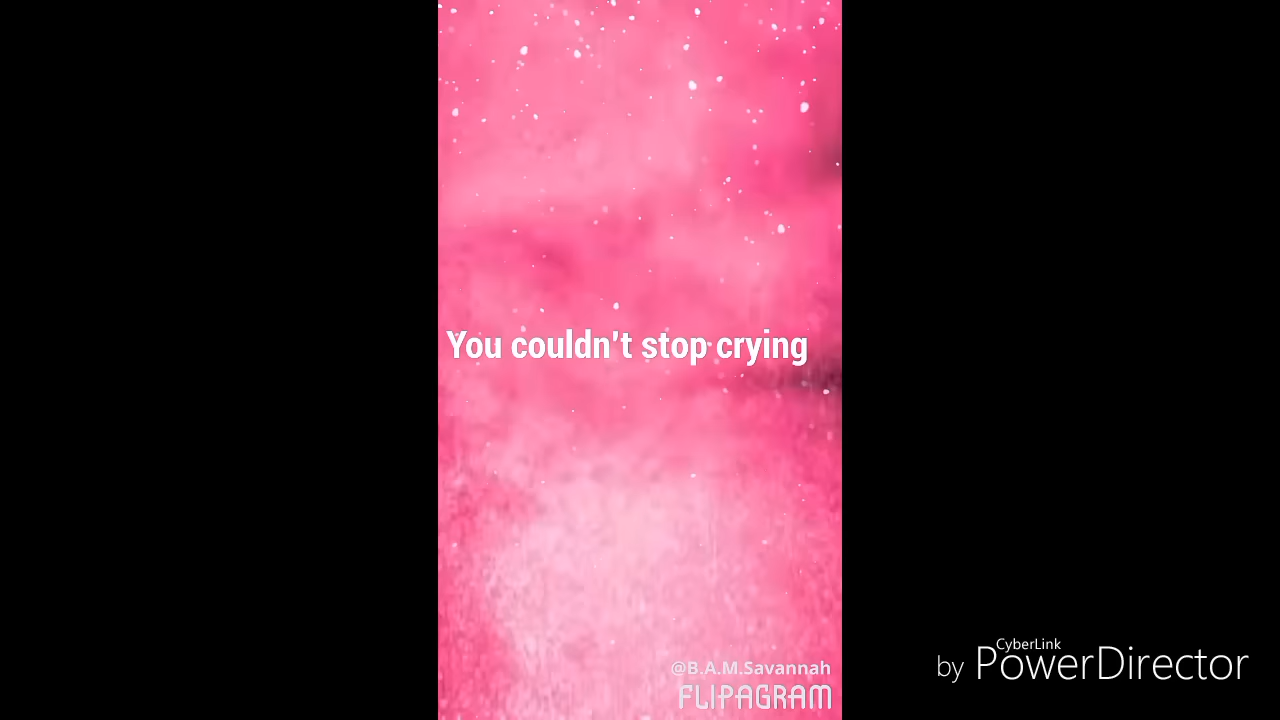 You couldn't stop crying
@B.A.M.Savannah
FLIPAGRAM
CyberLink
by PowerDirector